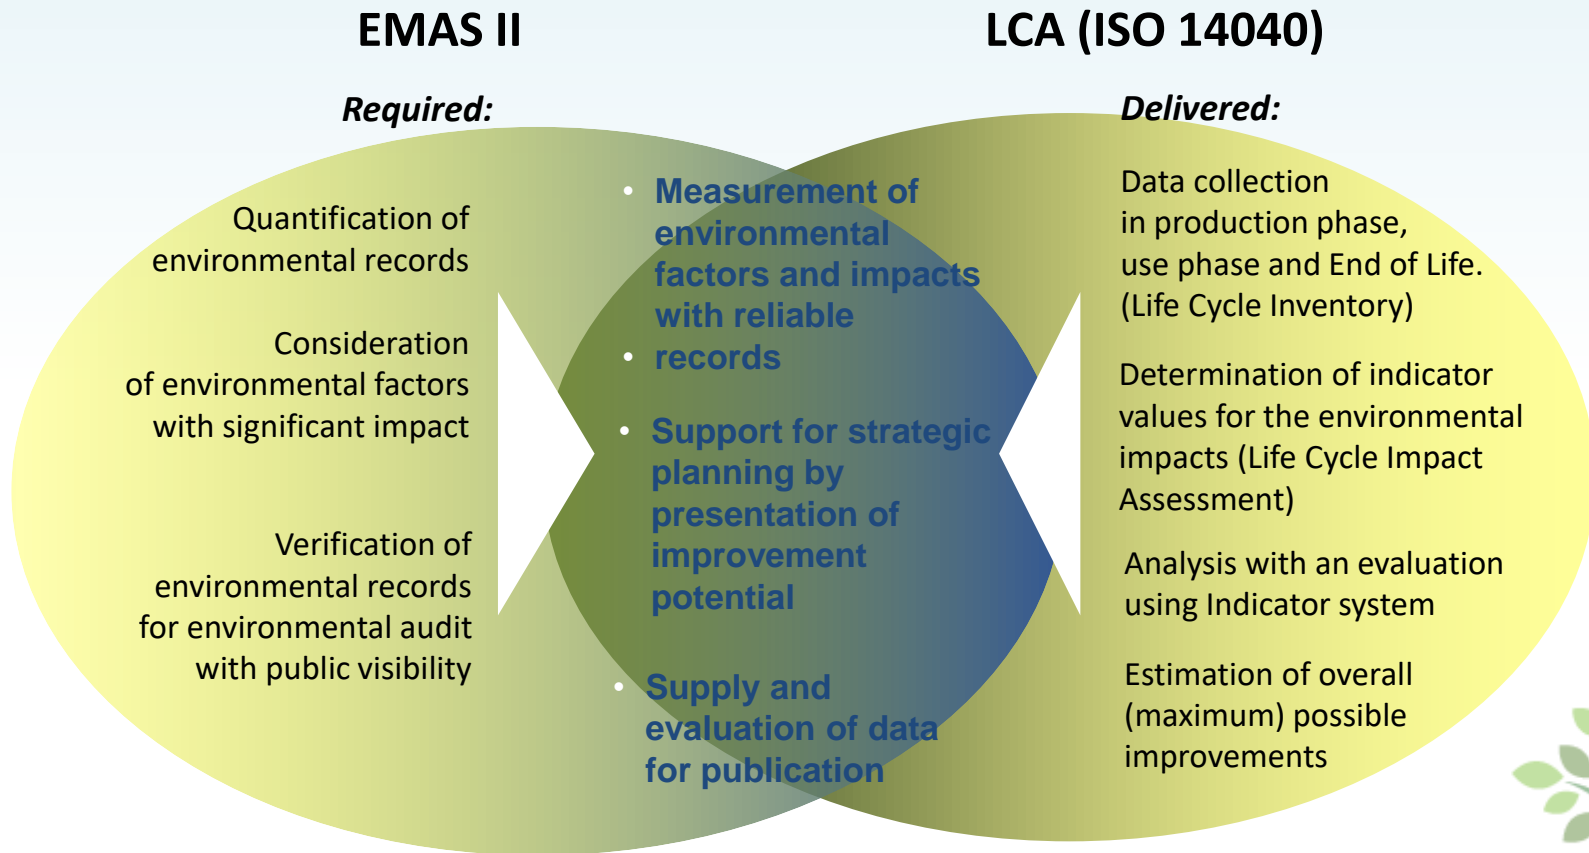 EMAS II
Required:
Quantification of
environmental records
Consideration
of environmental factors
with significant impact
Verification of
environmental records
for environmental audit
with public visibility
• Measurement of
environmental
factors and impacts
with reliable
• records
• Support for strategic
planning by
presentation of
improvement
potential
• Supply and
evaluation of data
for publication
LCA (ISO 14040)
Delivered:
Data collection
in production phase,
use phase and End of Life.
(Life Cycle Inventory)
Determination of indicator
values for the environmental
impacts (Life Cycle Impact
Assessment)
Analysis with an evaluation
using Indicator system
Estimation of overall
(maximum) possible
improvements